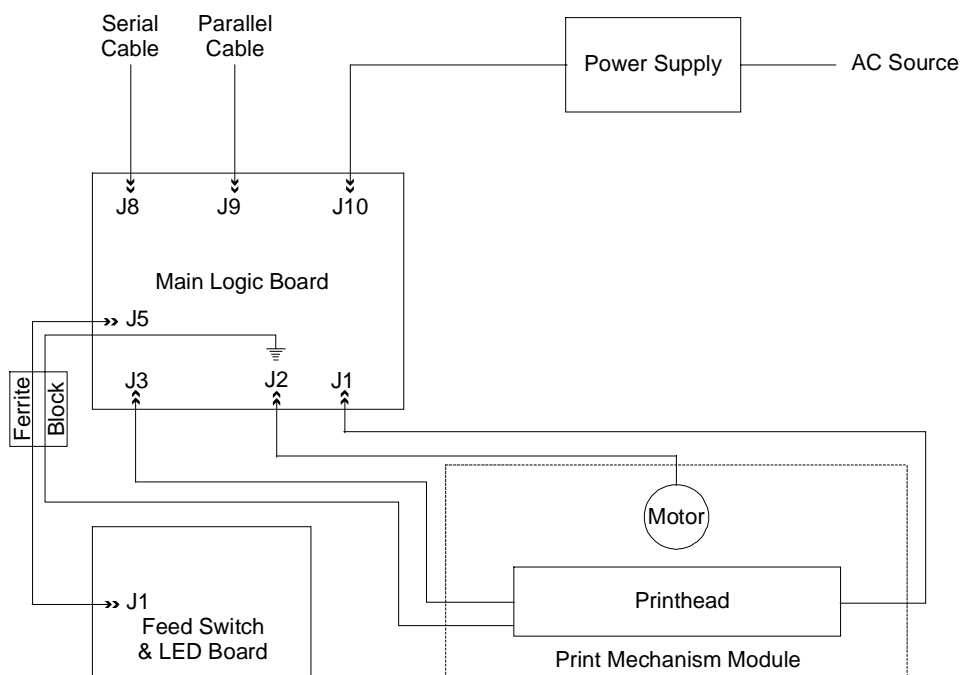 Serial
Cable
Parallel
Cable
Power Supply
AC Source
J8
J9
J10
Main Logic Board
J5
J3
J2
J1
Ferrite
Block
Motor
J1
Feed Switch
& LED Board
Printhead
Print Mechanism Module